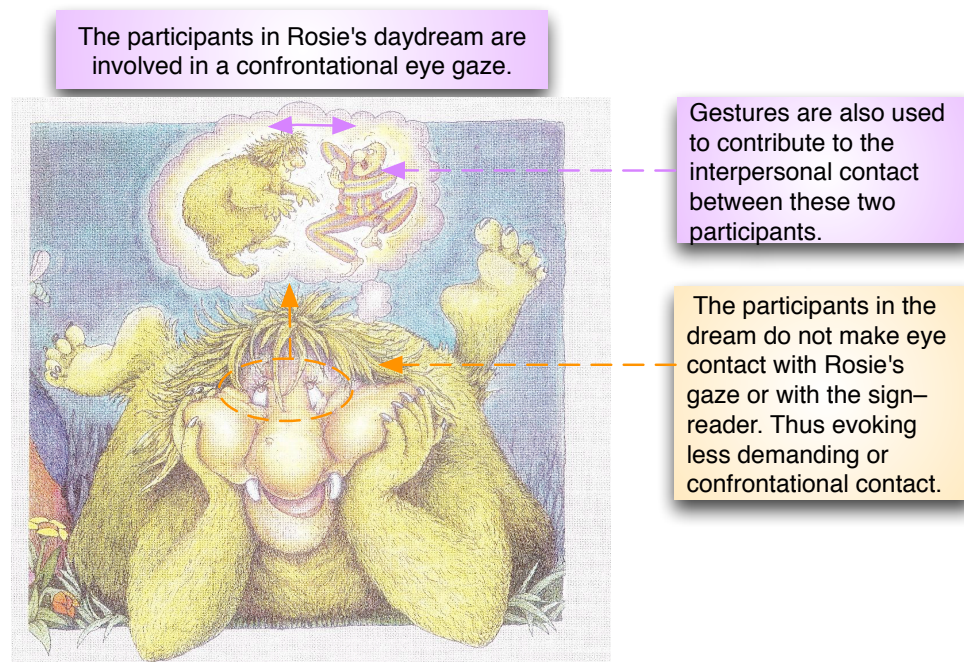 The participants in Rosie's daydream are
involved in a confrontational eye gaze.
Gestures are also used
to contribute to the
interpersonal contact
between these two
participants.
The participants in the
dream do not make eye
contact with Rosie's
gaze or with the sign–
reader. Thus evoking
less demanding or
confrontational contact.